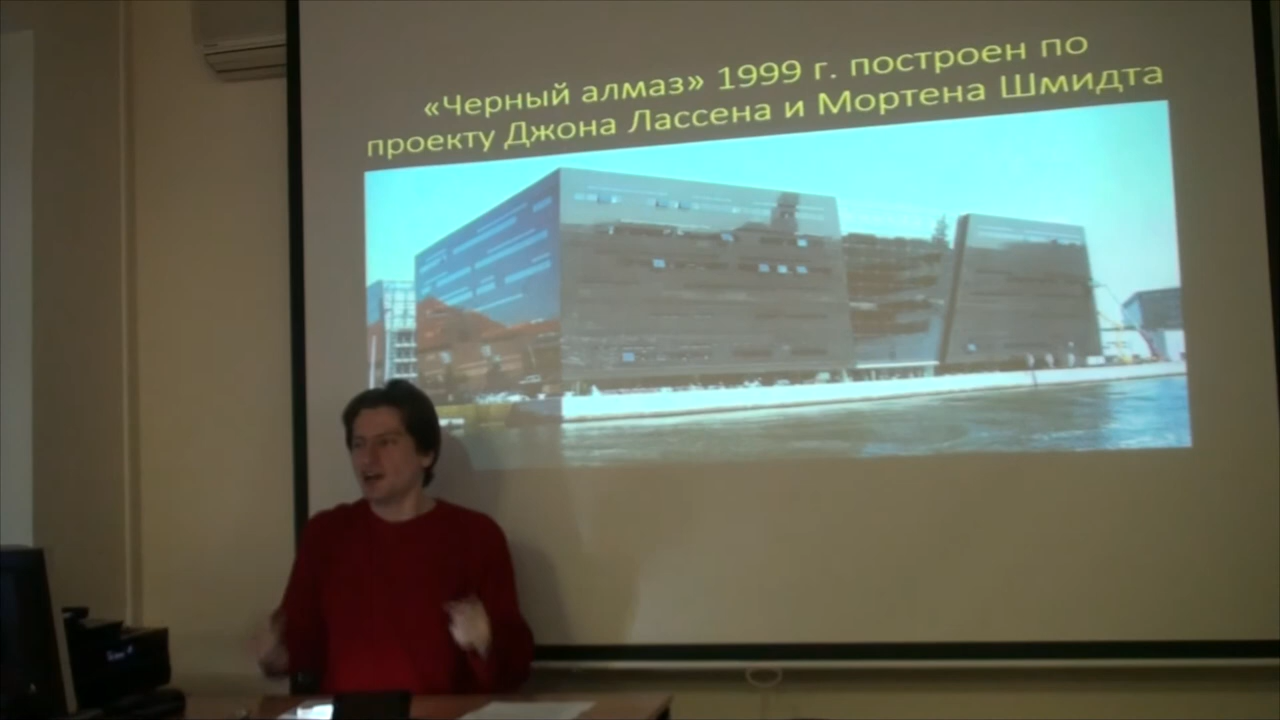 «Черный алмаз» 1999 г. построен по
проекту Джона Лассена и Мортена Шмидта